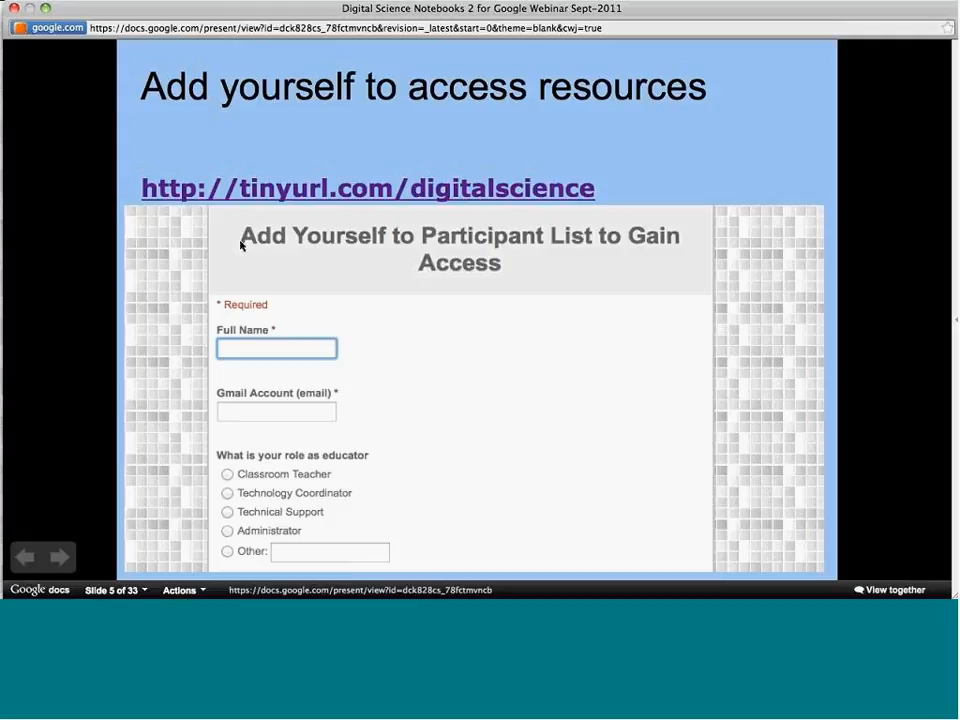 Digital Science Notebooks 2 for Google Webinar Sept-2011
google.com https://docs.google.com/present/view?id=dck828cs_78fctmvncb&revision=_latest&start=0&theme=blank&cwj=true
Add yourself to access resources
http://tinyurl.com/digitalscience
Add Yourself to Participant List to Gain
Access
* Required
Full Name *
Gmail Account (email) *
What is your role as educator
Classroom Teacher
Technology Coordinator
Technical Support
Administrator
Other:
Google docs Slide 5 of 33 Actions https://docs.google.com/present/view?id=dck828cs_78fctmvncb View together